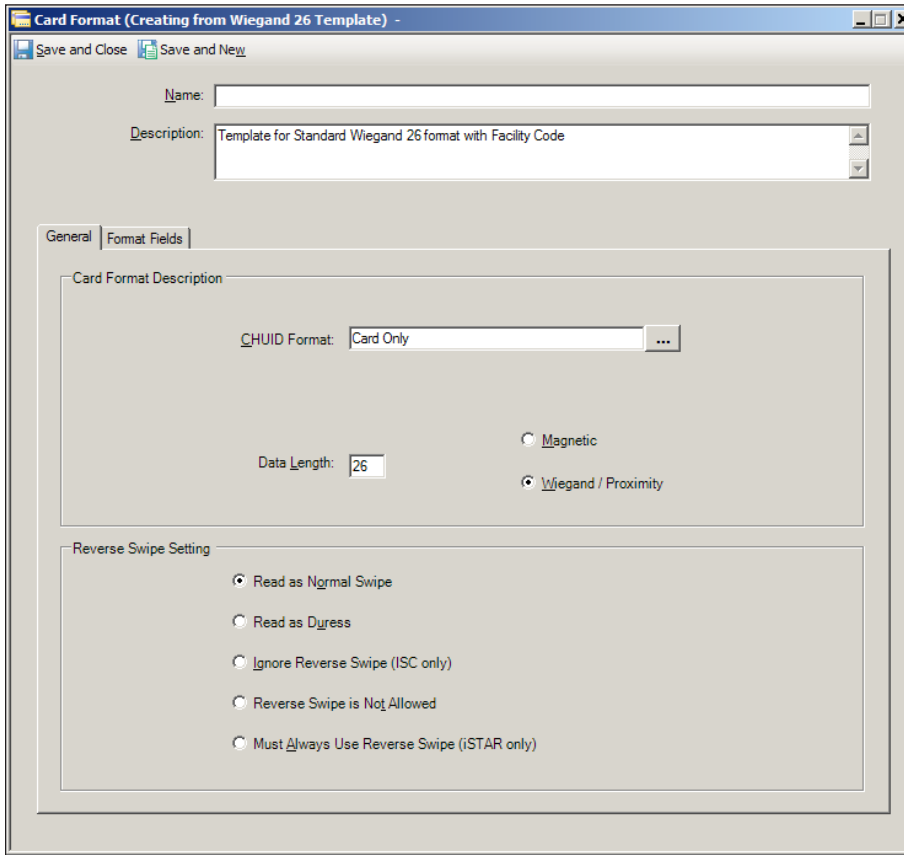 Card Format (Creating from Wiegand 26 Template) -
Save and Close Save and New
Name:
Description: Template for Standard Wiegand 26 format with Facility Code
General Format Fields
Card Format Description
CHUID Format: Card Only ...
Magnetic
Data Length: 26
Wiegand / Proximity
Reverse Swipe Setting
Read as Normal Swipe
Read as Duress
Ignore Reverse Swipe (ISC only)
Reverse Swipe is Not Allowed
Must Always Use Reverse Swipe (iSTAR only)